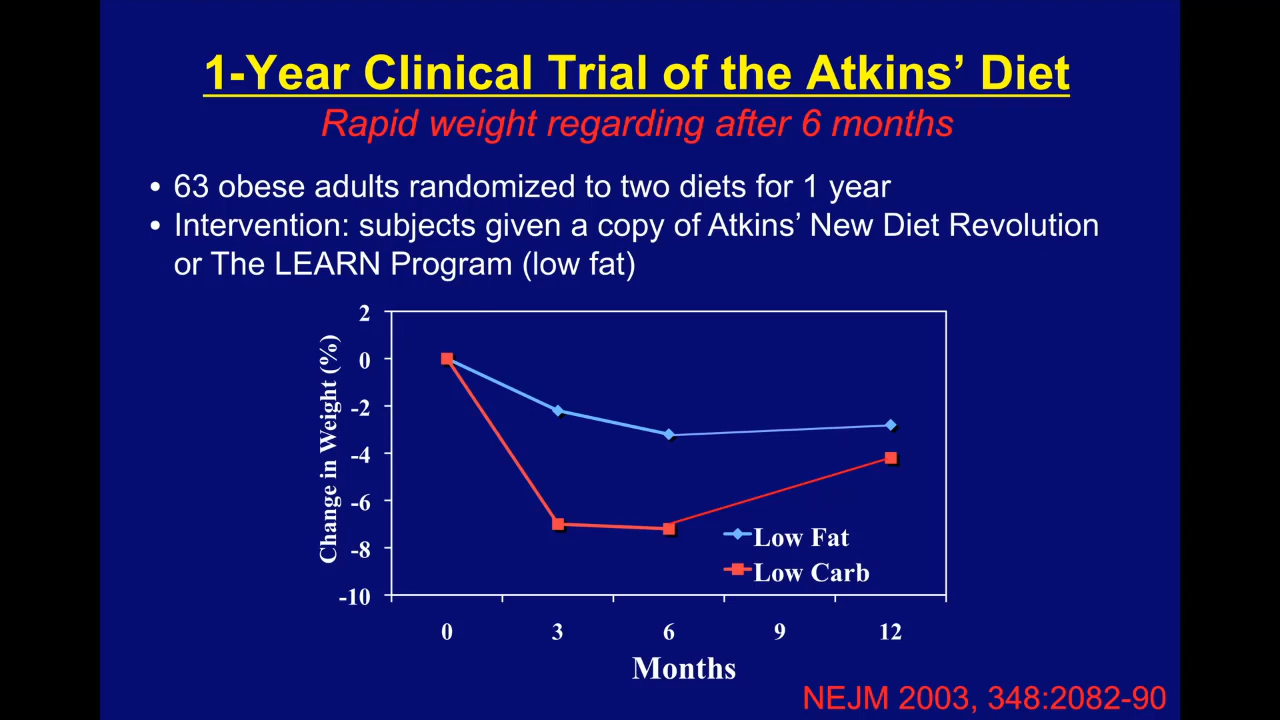 1-Year Clinical Trial of the Atkins’ Diet
Rapid weight regarding after 6 months
• 63 obese adults randomized to two diets for 1 year
• Intervention: subjects given a copy of Atkins’ New Diet Revolution
or The LEARN Program (low fat)
Change in Weight (%)
2
0
-2
-4
-6
-8
-10
Low Fat
Low Carb
0 3 6 9 12
Months
NEJM 2003, 348:2082-90